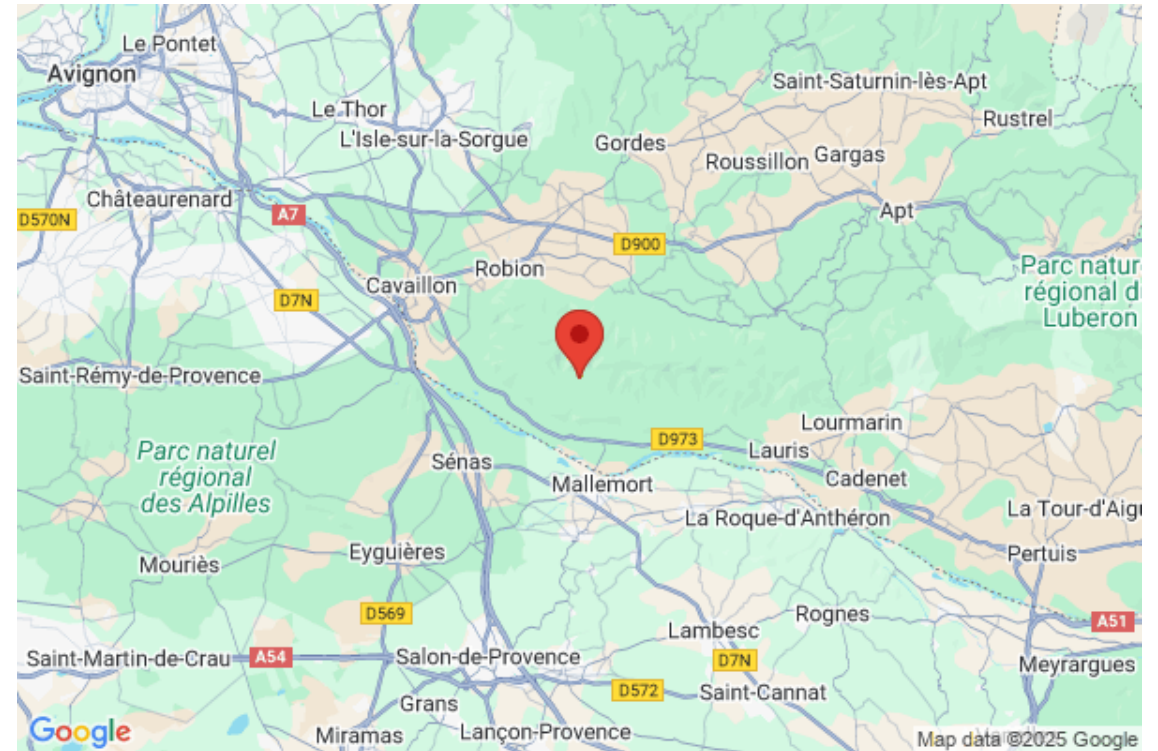 Le Pontet
Avignon
Saint-Saturnin-lès-Apt
Le Thor
Rustrel
L'Isle-sur-la-Sorgue
Gordes
Roussillon
Gargas
Châteaurenard
D570N
A7
Apt
D900
Robion
Cavaillon
Parc natur
régional d
Luberon
D7N
Saint-Rémy-de-Provence
Lourmarin
D973
Lauris
Parc naturel
régional
des Alpilles
Sénas
Cadenet
Mallemort
La Roque-d'Anthéron
La Tour-d'Aigu
Eyguières
Pertuis
Mouriès
D569
Rognes
A51
Lambesc
Saint-Martin-de-Crau
A54
Salon-de-Provence
D7N
Meyrargues
D572
Saint-Cannat
Grans
Google
Miramas
Lançon-Provence
Map data ©2025 Google